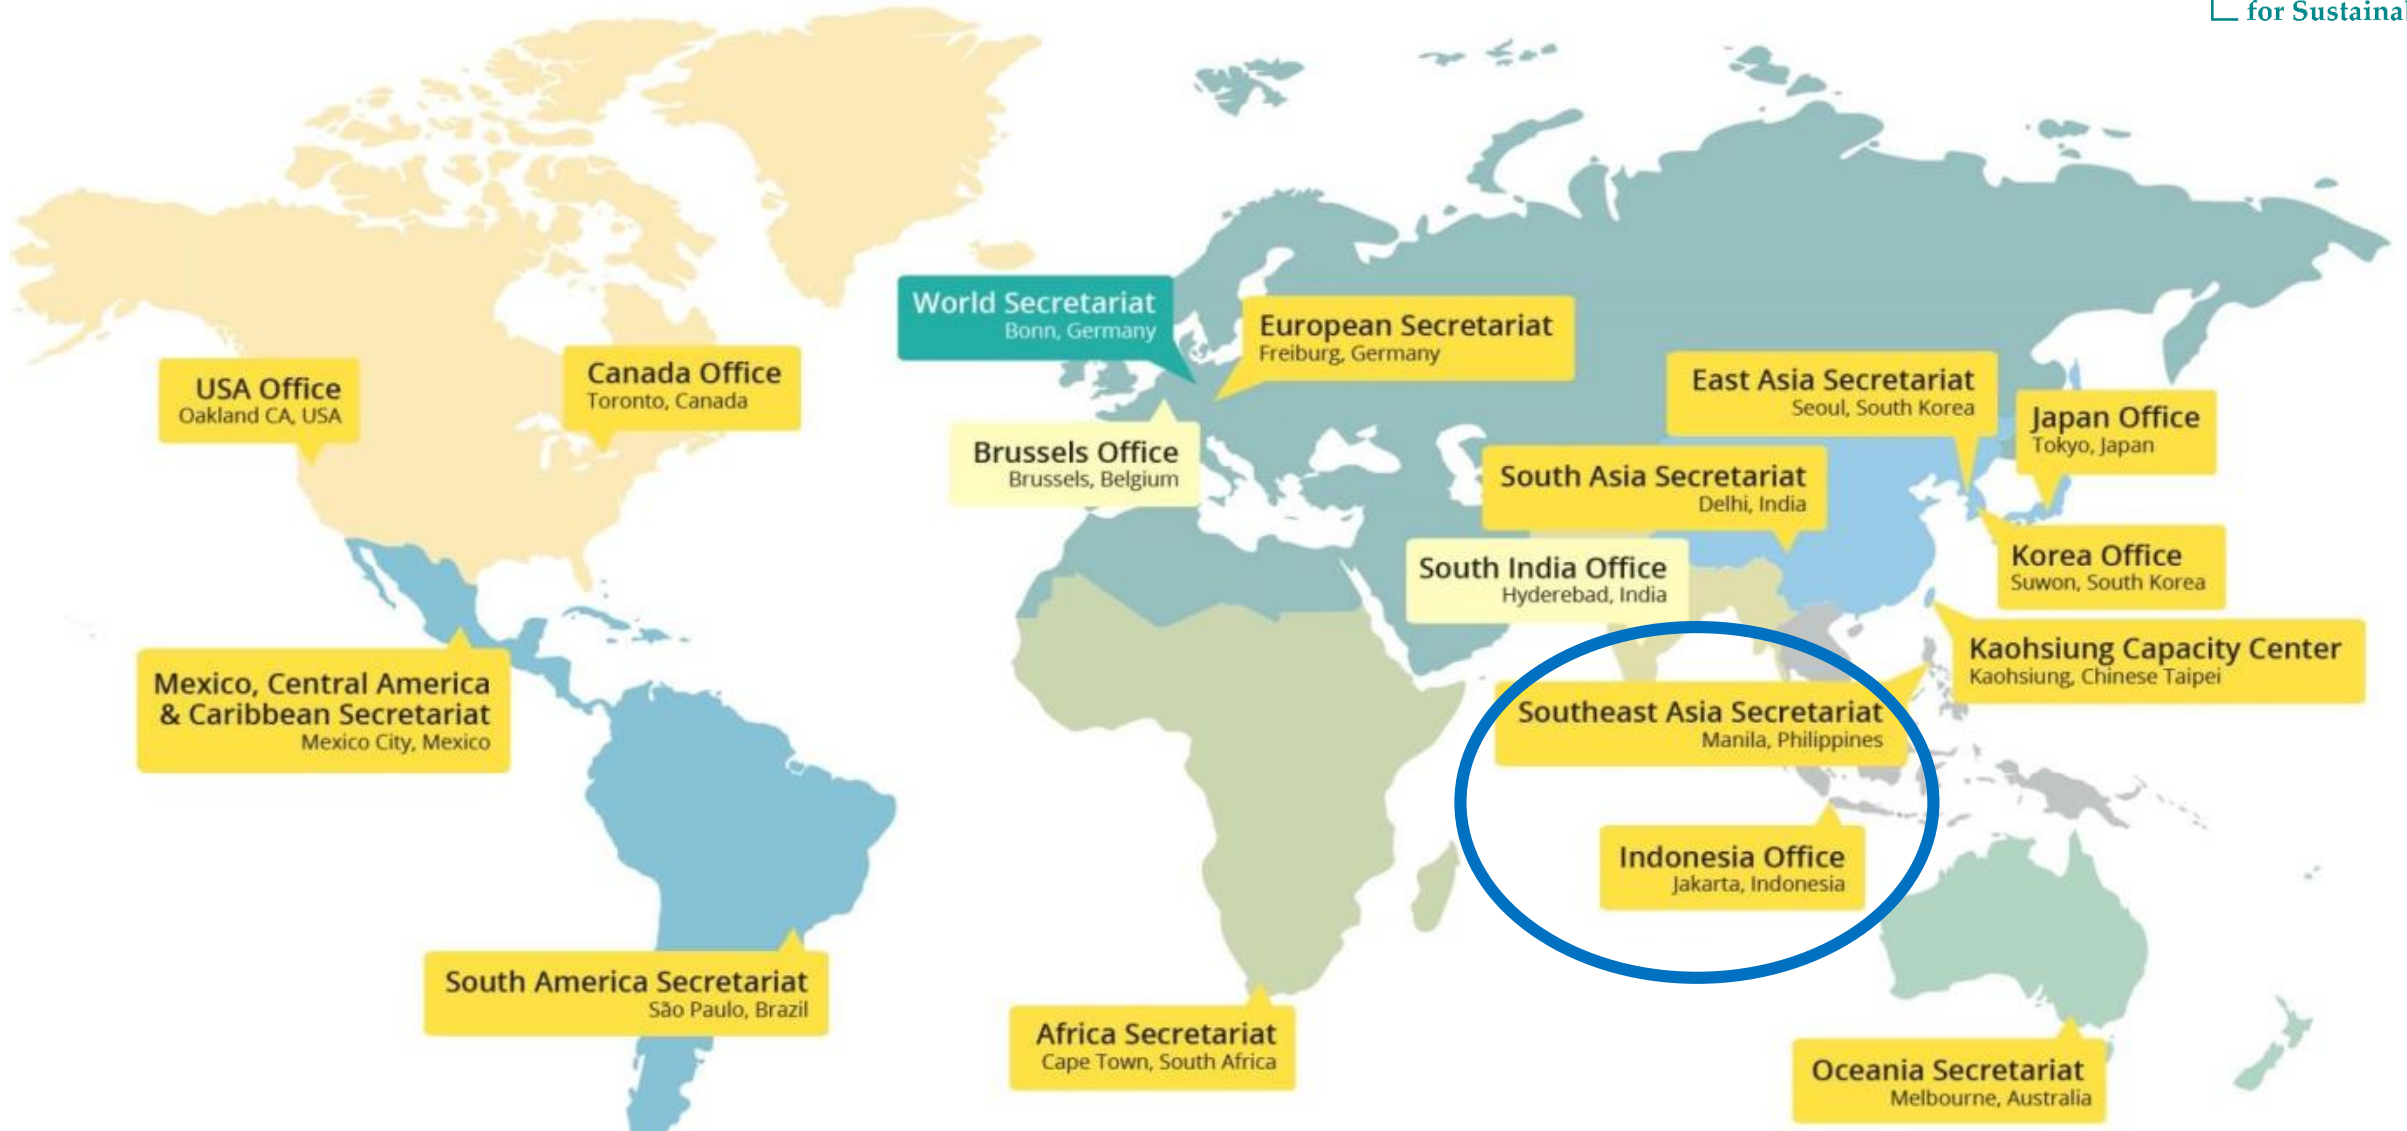 for Sustaina
World Secretariat
Bonn, Germany
European Secretariat
Freiburg, Germany
USA Office
Oakland CA, USA
Canada Office
Toronto, Canada
East Asia Secretariat
Seoul, South Korea
Japan Office
Tokyo, Japan
Brussels Office
Brussels, Belgium
South Asia Secretariat
Delhi, India
South India Office
Hyderebad, India
Korea Office
Suwon, South Korea
Kaohsiung Capacity Center
Kaohsiung, Chinese Taipei
Mexico, Central America
& Caribbean Secretariat
Mexico City, Mexico
Southeast Asia Secretariat
Manila, Philippines
Indonesia Office
Jakarta, Indonesia
South America Secretariat
São Paulo, Brazil
Africa Secretariat
Cape Town, South Africa
Oceania Secretariat
Melbourne, Australia